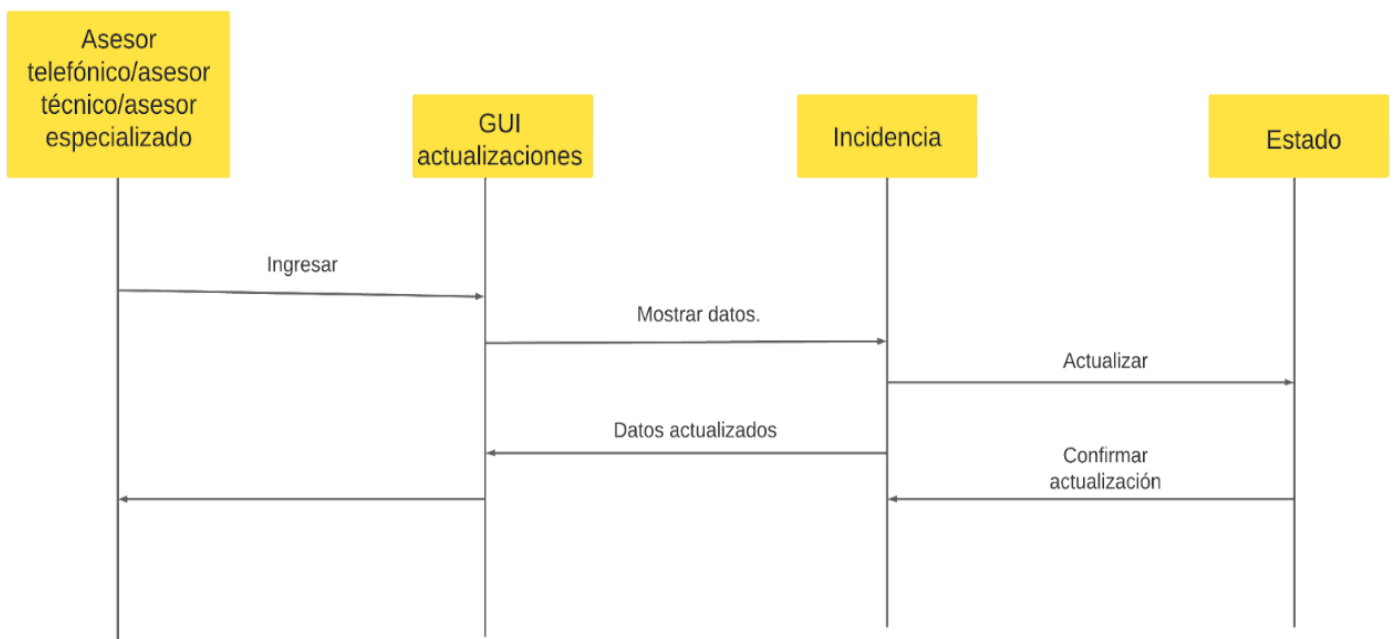 Asesor
telefónico/asesor
técnico/asesor
especializado
GUI
actualizaciones
Incidencia
Estado
Ingresar
Mostrar datos.
Actualizar
Datos actualizados
Confirmar
actualización